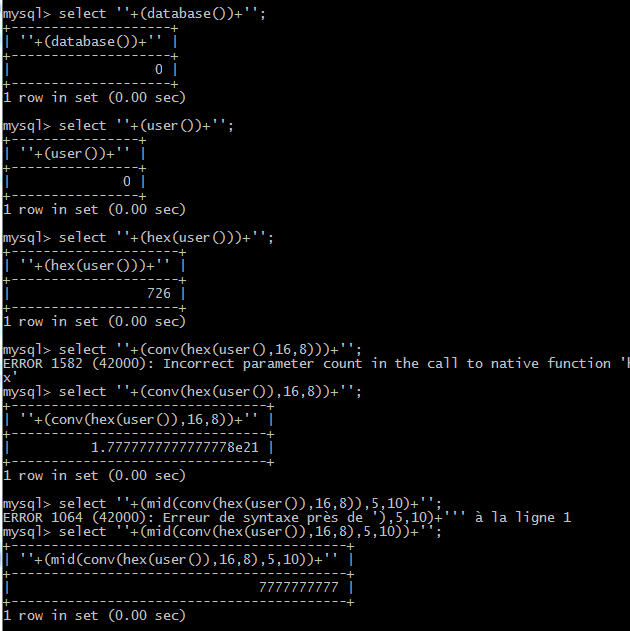 mysql> select ''+(database())+'';
+--------------------+
| ''+(database())+'' |
+--------------------+
|                  0 |
+--------------------+
1 row in set (0.00 sec)

mysql> select ''+(user())+'';
+----------------+
| ''+(user())+'' |
+----------------+
|              0 |
+----------------+
1 row in set (0.00 sec)

mysql> select ''+(hex(user()))+'';
+---------------------+
| ''+(hex(user()))+'' |
+---------------------+
|                 726 |
+---------------------+
1 row in set (0.00 sec)

mysql> select ''+(conv(hex(user(),16,8)))+'';
ERROR 1582 (42000): Incorrect parameter count in the call to native function 'h
x'
mysql> select ''+(conv(hex(user()),16,8))+'';
+--------------------------------+
| ''+(conv(hex(user()),16,8))+'' |
+--------------------------------+
|          1.7777777777777778e21 |
+--------------------------------+
1 row in set (0.00 sec)

mysql> select ''+(mid(conv(hex(user()),16,8)),5,10)+'';
ERROR 1064 (42000): Erreur de syntaxe près de '),5,10)+''' à la ligne 1
mysql> select ''+(mid(conv(hex(user()),16,8),5,10))+'';
+------------------------------------------+
| ''+(mid(conv(hex(user()),16,8),5,10))+'' |
+------------------------------------------+
|                               7777777777 |
+------------------------------------------+
1 row in set (0.00 sec)